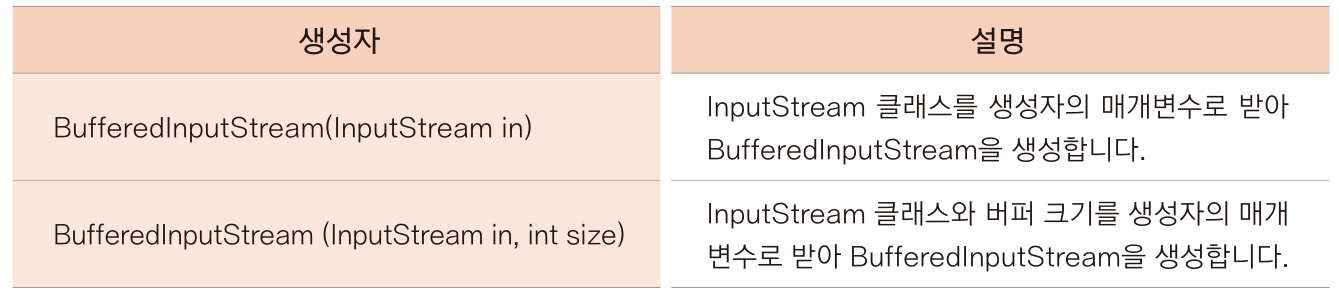 생성자
설명
BufferedInputStream(InputStream in)
InputStream 클래스를 생성자의 매개변수로 받아
BufferedInputStream을 생성합니다.
BufferedInputStream (InputStream in, int size)
InputStream 클래스와 버퍼 크기를 생성자의 매개
변수로 받아 BufferedInputStream을 생성합니다.